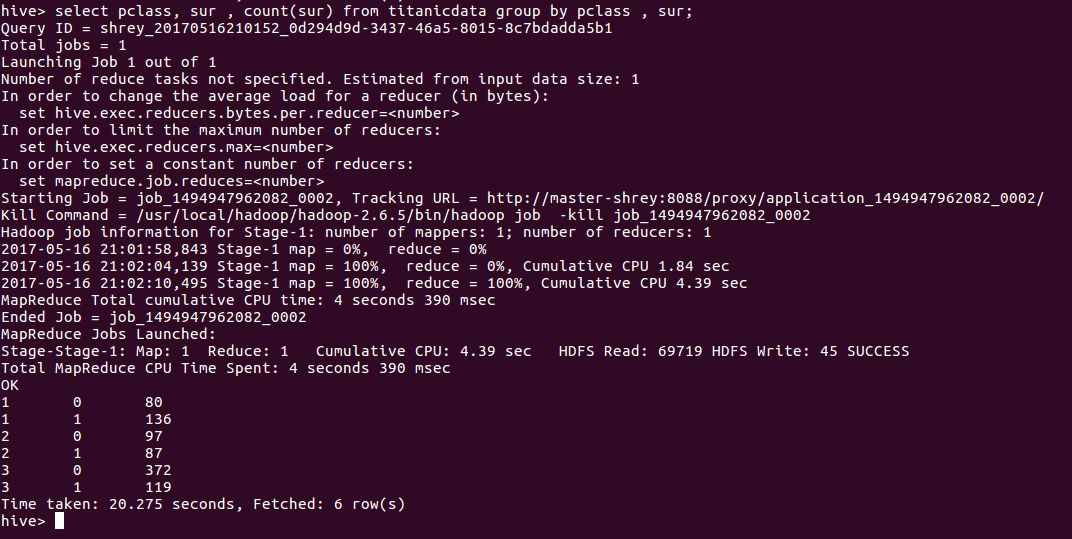 hive> select pclass, sur , count(sur) from titanicdata group by pclass , sur;
Query ID = shrey_20170516210152_0d294d9d-3437-46a5-8015-8c7bdadda5b1
Total jobs = 1
Launching Job 1 out of 1
Number of reduce tasks not specified. Estimated from input data size: 1
In order to change the average load for a reducer (in bytes):
  set hive.exec.reducers.bytes.per.reducer=<number>
In order to limit the maximum number of reducers:
  set hive.exec.reducers.max=<number>
In order to set a constant number of reducers:
  set mapreduce.job.reduces=<number>
Starting Job = job_1494947962082_0002, Tracking URL = http://master-shrey:8088/proxy/application_1494947962082_0002/
Kill Command = /usr/local/hadoop/hadoop-2.6.5/bin/hadoop job  -kill job_1494947962082_0002
Hadoop job information for Stage-1: number of mappers: 1; number of reducers: 1
2017-05-16 21:01:58,843 Stage-1 map = 0%,  reduce = 0%
2017-05-16 21:02:04,139 Stage-1 map = 100%,  reduce = 0%, Cumulative CPU 1.84 sec
2017-05-16 21:02:10,495 Stage-1 map = 100%,  reduce = 100%, Cumulative CPU 4.39 sec
MapReduce Total cumulative CPU time: 4 seconds 390 msec
Ended Job = job_1494947962082_0002
MapReduce Jobs Launched:
Stage-Stage-1: Map: 1  Reduce: 1   Cumulative CPU: 4.39 sec   HDFS Read: 69719 HDFS Write: 45 SUCCESS
Total MapReduce CPU Time Spent: 4 seconds 390 msec
OK
1	0	80
1	1	136
2	0	97
2	1	87
3	0	372
3	1	119
Time taken: 20.275 seconds, Fetched: 6 row(s)
hive>